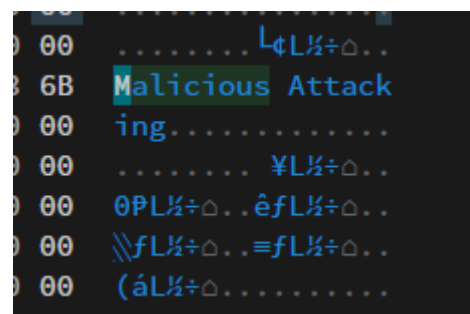 00 ................
00 ........└¢L½÷⌂..
6B Malicious Attack
00 ing.............
00 ........ ¥L½÷⌂..
00 0₧L½÷⌂..êƒL½÷⌂..
00 ╲ƒL½÷⌂..≡ƒL½÷⌂..
00 (áL½÷⌂..........